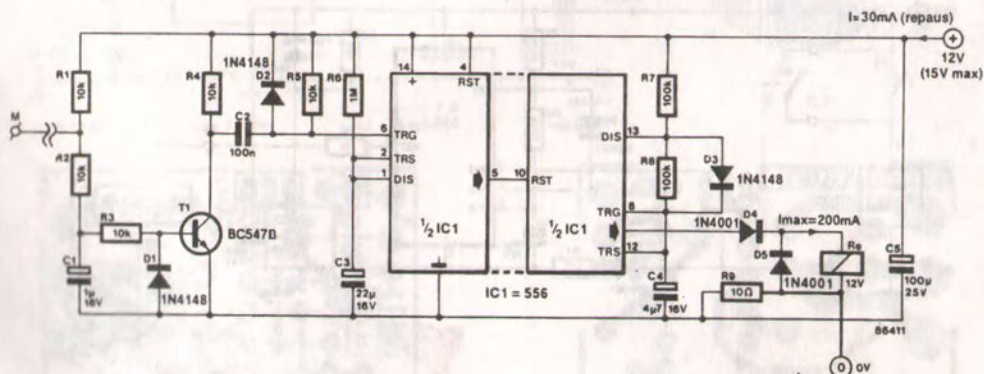 I=30mA (repaus)
12V
(15V max)
M
R1
10k
R2
10k
R3
10k
C1
1µ
16V
D1
1N4148
T1
BC547B
R4
10k
1N4148
D2
C2
100n
R5
10k
R6
1M
C3
22µ
16V
14
+
4
RST
6
TRG
2
TRS
1
DIS
5
½ IC1
10
RST
½ IC1
IC1 = 556
DIS
13
TRG
8
TRS
12
R7
100k
R8
100k
D3
1N4148
C4
4µ7
16V
1N4001
D4
Imax=200mA
D5
1N4001
R9
10Ω
Re
12V
C5
100µ
25V
86411
0
0V